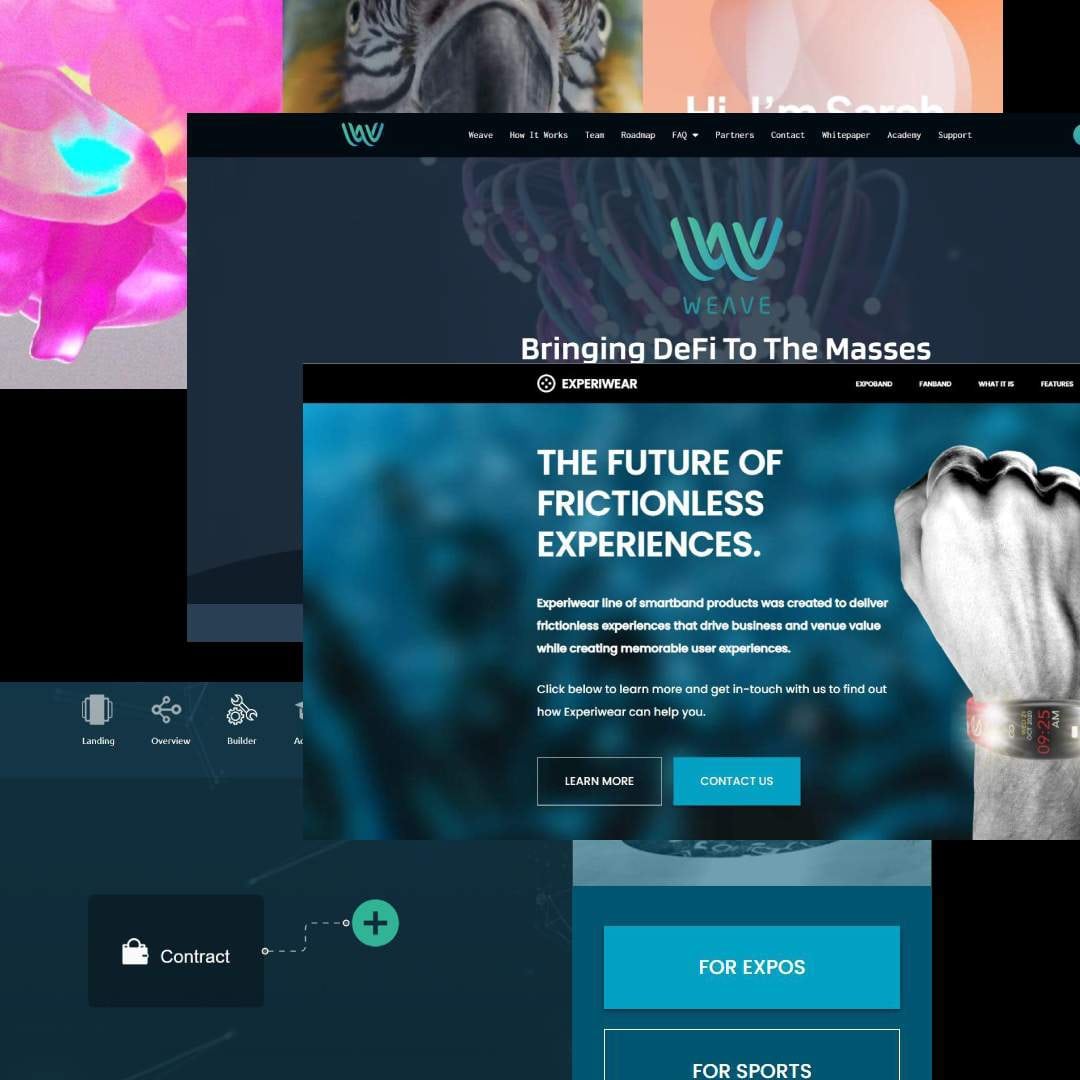 Hi, I'm Sarah
Weave How It Works Team Roadmap FAQ Partners Contact Whitepaper Academy Support
WEAVE
Bringing DeFi To The Masses
EXPERIWEAR EXPOBAND FANBAND WHAT IT IS FEATURES
THE FUTURE OF
FRICTIONLESS
EXPERIENCES.
Experiwear line of smartband products was created to deliver
frictionless experiences that drive business and venue value
while creating memorable user experiences.
Click below to learn more and get in-touch with us to find out
how Experiwear can help you.
LEARN MORE CONTACT US
09:25
AM
Landing Overview Builder
Contract
FOR EXPOS
FOR SPORTS